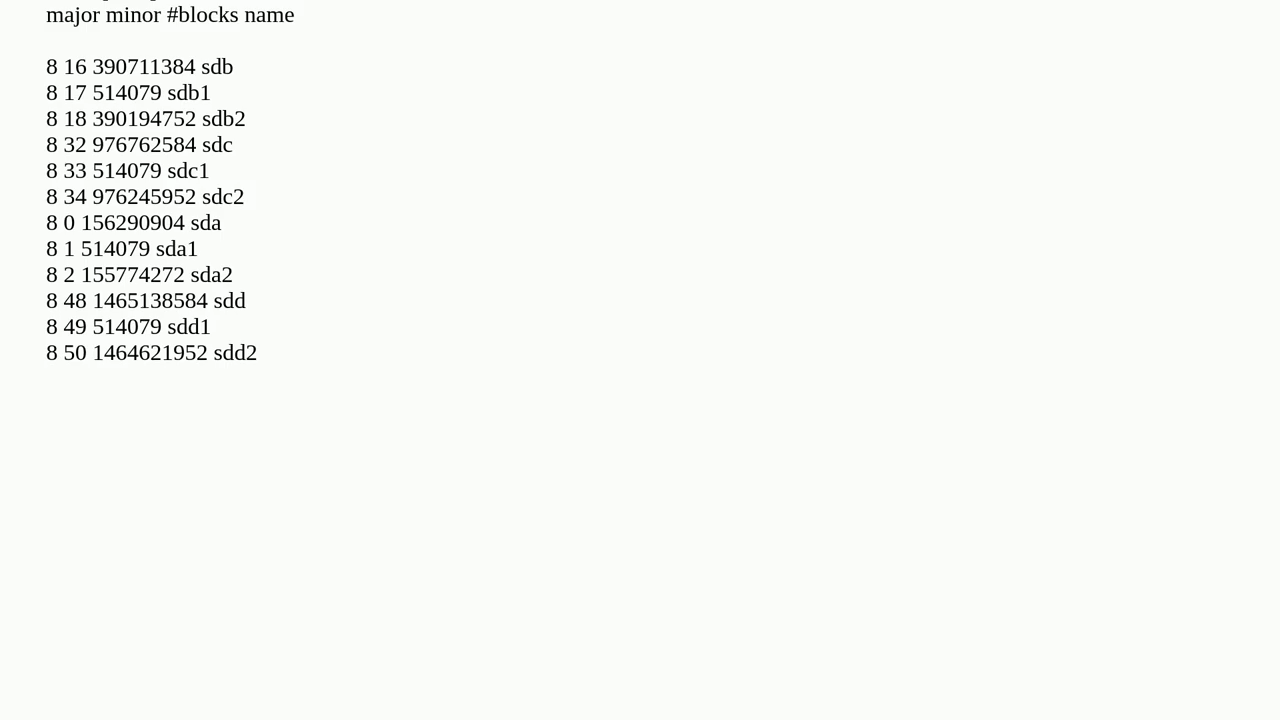 major minor #blocks name

8 16 390711384 sdb
8 17 514079 sdb1
8 18 390194752 sdb2
8 32 976762584 sdc
8 33 514079 sdc1
8 34 976245952 sdc2
8 0 156290904 sda
8 1 514079 sda1
8 2 155774272 sda2
8 48 1465138584 sdd
8 49 514079 sdd1
8 50 1464621952 sdd2